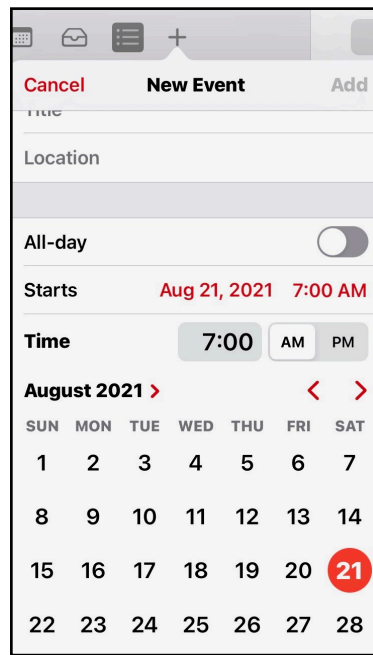 Cancel New Event Add
Title
Location
All-day
Starts Aug 21, 2021 7:00 AM
Time 7:00 AM PM
August 2021 > < >
SUN MON TUE WED THU FRI SAT
1 2 3 4 5 6 7
8 9 10 11 12 13 14
15 16 17 18 19 20 21
22 23 24 25 26 27 28